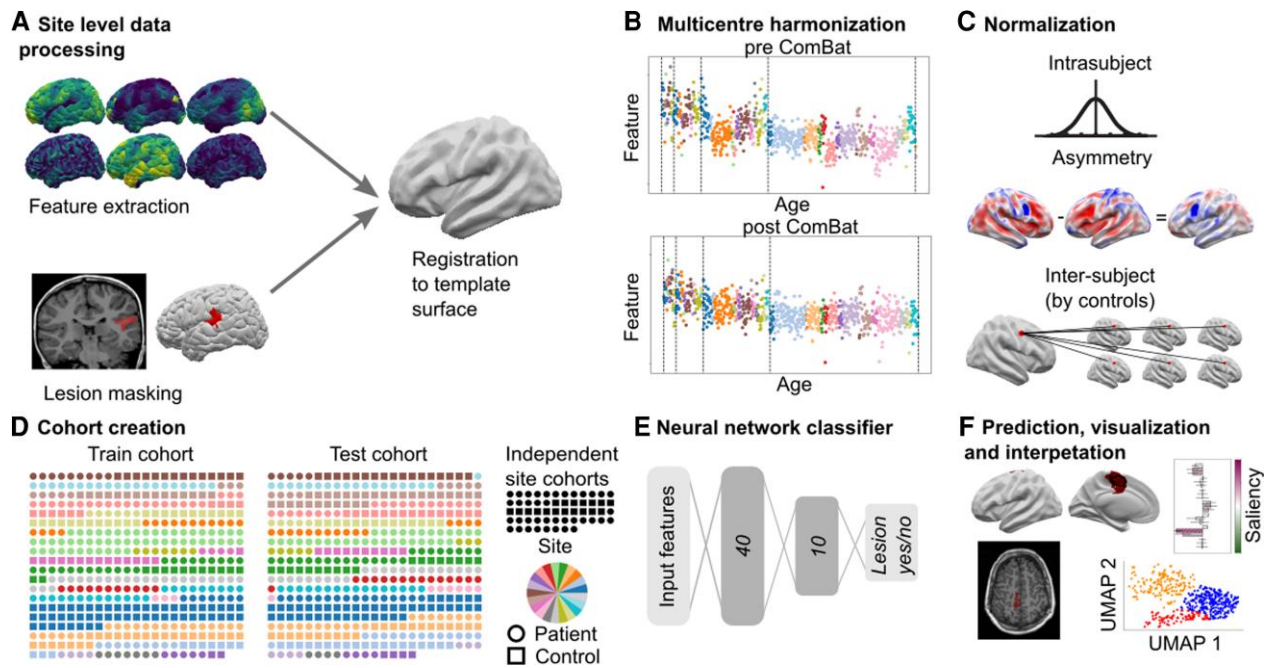 A Site level data
processing
Feature extraction
Lesion masking
Registration
to template
surface
B Multicentre harmonization
pre ComBat
Feature
Age
post ComBat
Feature
Age
C Normalization
Intrasubject
Asymmetry
- =
Inter-subject
(by controls)
D Cohort creation
Train cohort
Test cohort
Independent
site cohorts
Site
Patient
Control
E Neural network classifier
Input features
40
10
Lesion
yes/no
F Prediction, visualization
and interpetation
Saliency
UMAP 2
UMAP 1